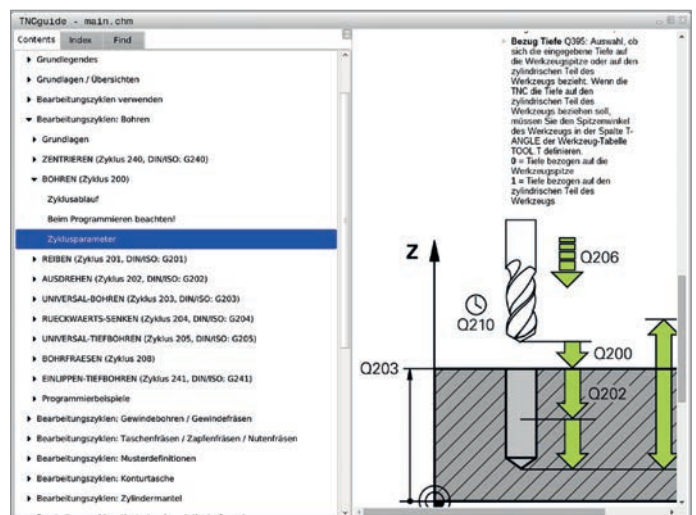 TNCguide - main.chm
Contents Index Find
Grundlegendes
Grundlagen / Übersichten
Bearbeitungszyklen verwenden
Bearbeitungszyklen: Bohren
Grundlagen
ZENTRIEREN (Zyklus 240, DIN/ISO: G240)
BOHREN (Zyklus 200)
Zyklusablauf
Beim Programmieren beachten!
Zyklusparameter
REIBEN (Zyklus 201, DIN/ISO: G201)
AUSDREHEN (Zyklus 202, DIN/ISO: G202)
UNIVERSAL-BOHREN (Zyklus 203, DIN/ISO: G203)
RUECKWAERTS-SENKEN (Zyklus 204, DIN/ISO: G204)
UNIVERSAL-TIEFBOHREN (Zyklus 205, DIN/ISO: G205)
BOHRFRAESEN (Zyklus 208)
EINLIPPEN-TIEFBOHREN (Zyklus 241, DIN/ISO: G241)
Programmierbeispiele
Bearbeitungszyklen: Gewindebohren / Gewindefräsen
Bearbeitungszyklen: Taschenfräsen / Zapfenfräsen / Nutenfräsen
Bearbeitungszyklen: Musterdefinitionen
Bearbeitungszyklen: Konturtasche
Bearbeitungszyklen: Zylindermantel
Bezug Tiefe Q395: Auswahl, ob
sich die eingegebene Tiefe auf
die Werkzeugspitze oder auf den
zylindrischen Teil des
Werkzeugs bezieht. Wenn die
TNC die Tiefe auf den
zylindrischen Teil des
Werkzeugs beziehen soll,
müssen Sie den Spitzenwinkel
des Werkzeugs in der Spalte T-
ANGLE der Werkzeug-Tabelle
TOOL.T definieren.
0 = Tiefe bezogen auf die
Werkzeugspitze
1 = Tiefe bezogen auf den
zylindrischen Teil des
Werkzeugs
Z
Q206
Q210
Q200
Q203
Q202